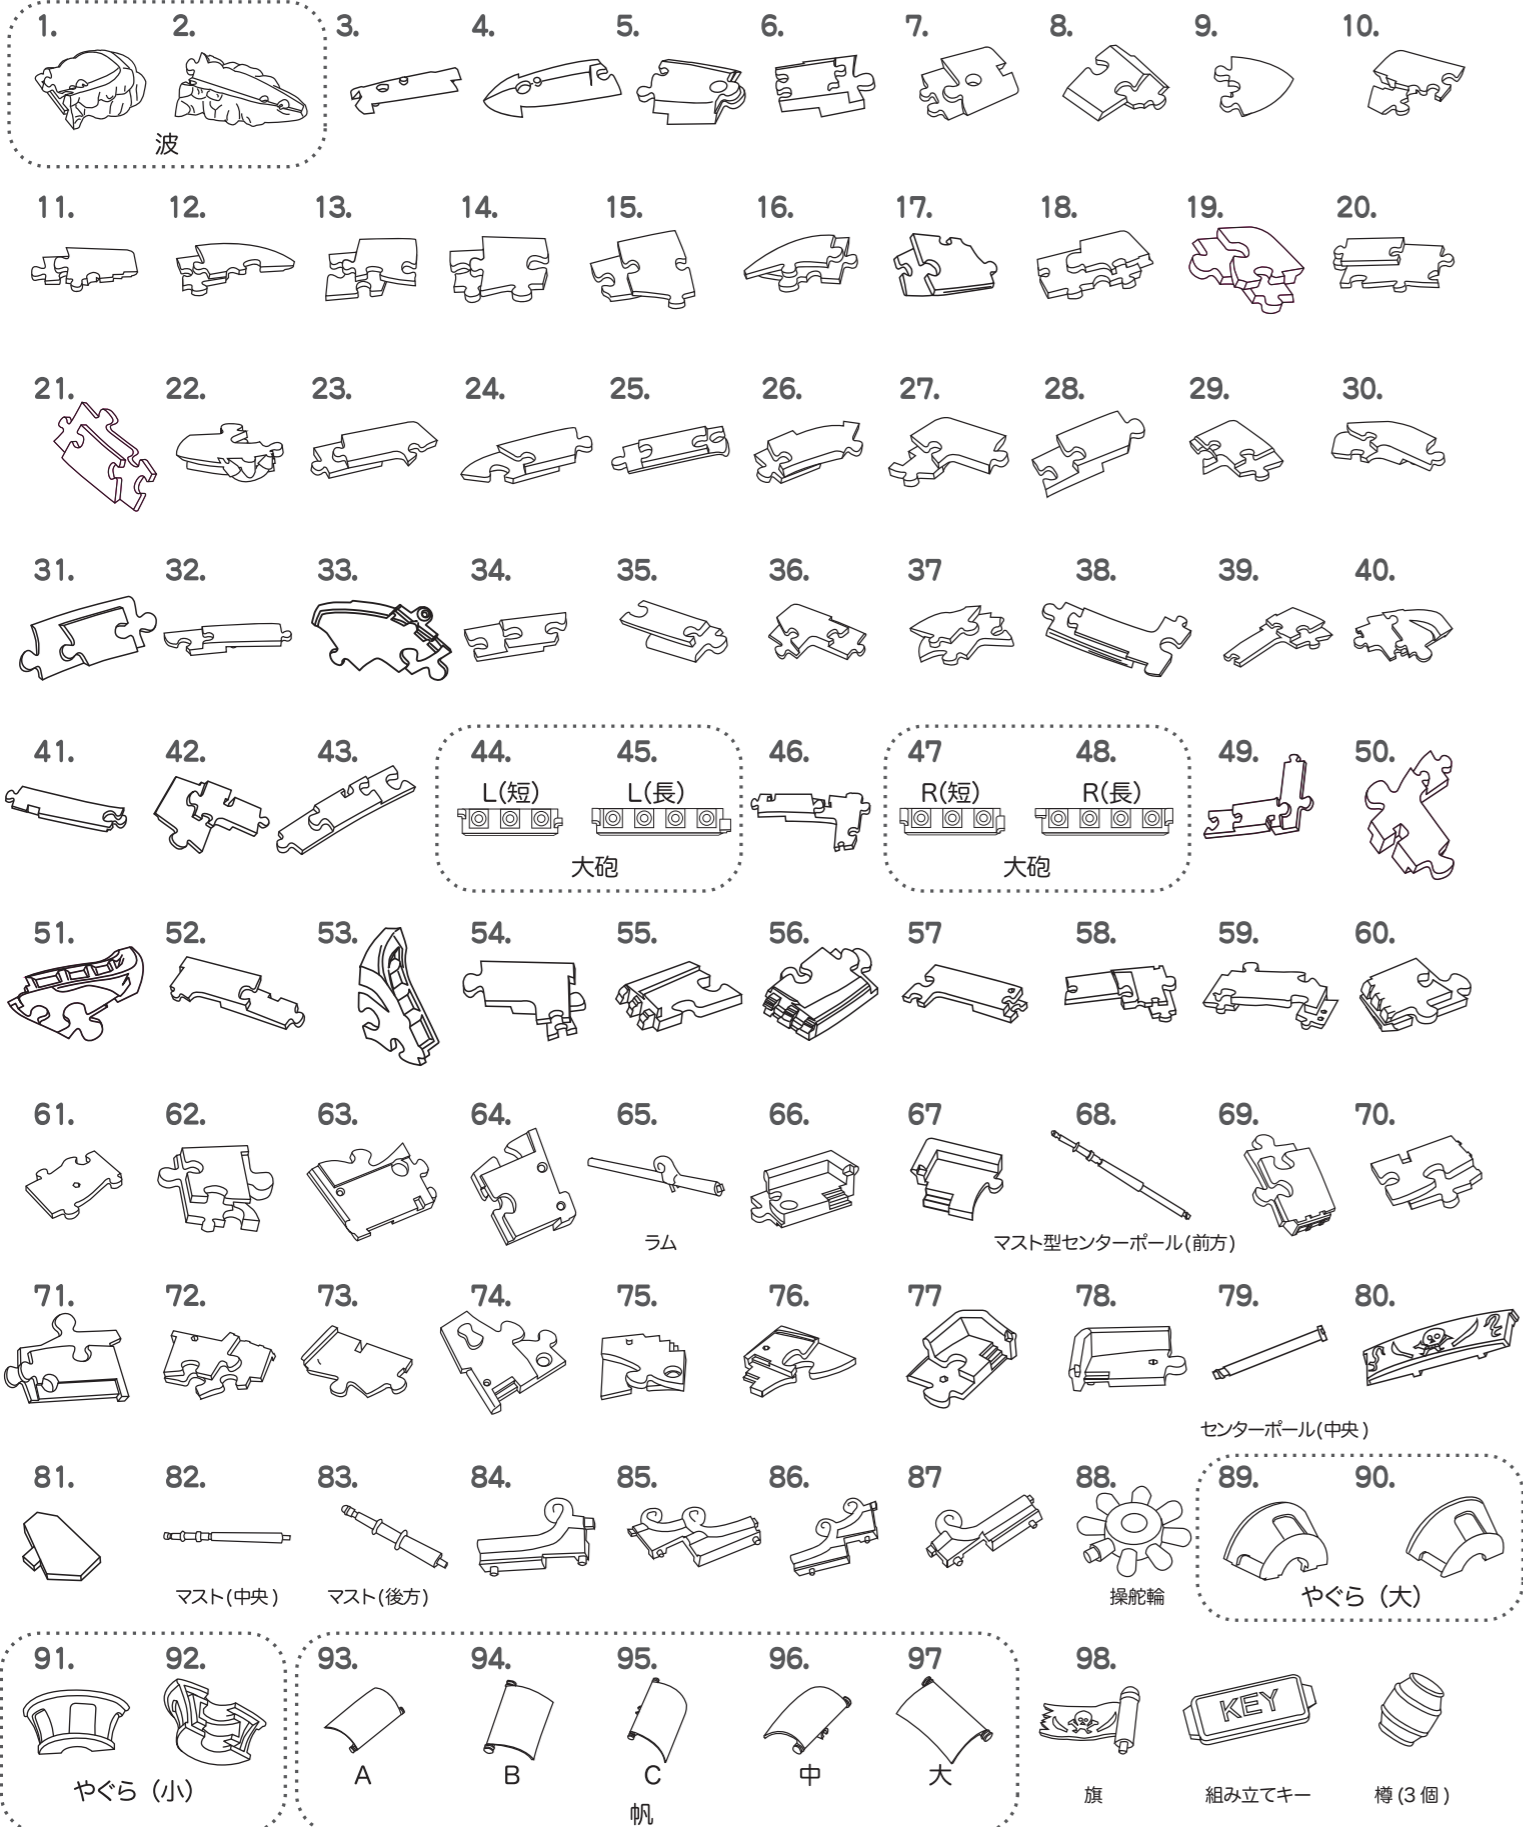 1. 2. 3. 4. 5. 6. 7. 8. 9. 10.
波
11. 12. 13. 14. 15. 16. 17. 18. 19. 20.
21. 22. 23. 24. 25. 26. 27. 28. 29. 30.
31. 32. 33. 34. 35. 36. 37 38. 39. 40.
41. 42. 43. 44. 45. 46. 47 48. 49. 50.
L(短) L(長) R(短) R(長)
大砲 大砲
51. 52. 53. 54. 55. 56. 57 58. 59. 60.
61. 62. 63. 64. 65. 66. 67 68. 69. 70.
ラム マスト型センターポール(前方)
71. 72. 73. 74. 75. 76. 77 78. 79. 80.
センターポール(中央)
81. 82. 83. 84. 85. 86. 87 88. 89. 90.
マスト(中央) マスト(後方) 操舵輪 やぐら（大）
91. 92. 93. 94. 95. 96. 97 98.
KEY
A B C 中 大
やぐら（小） 帆 旗 組み立てキー 樽(3個)